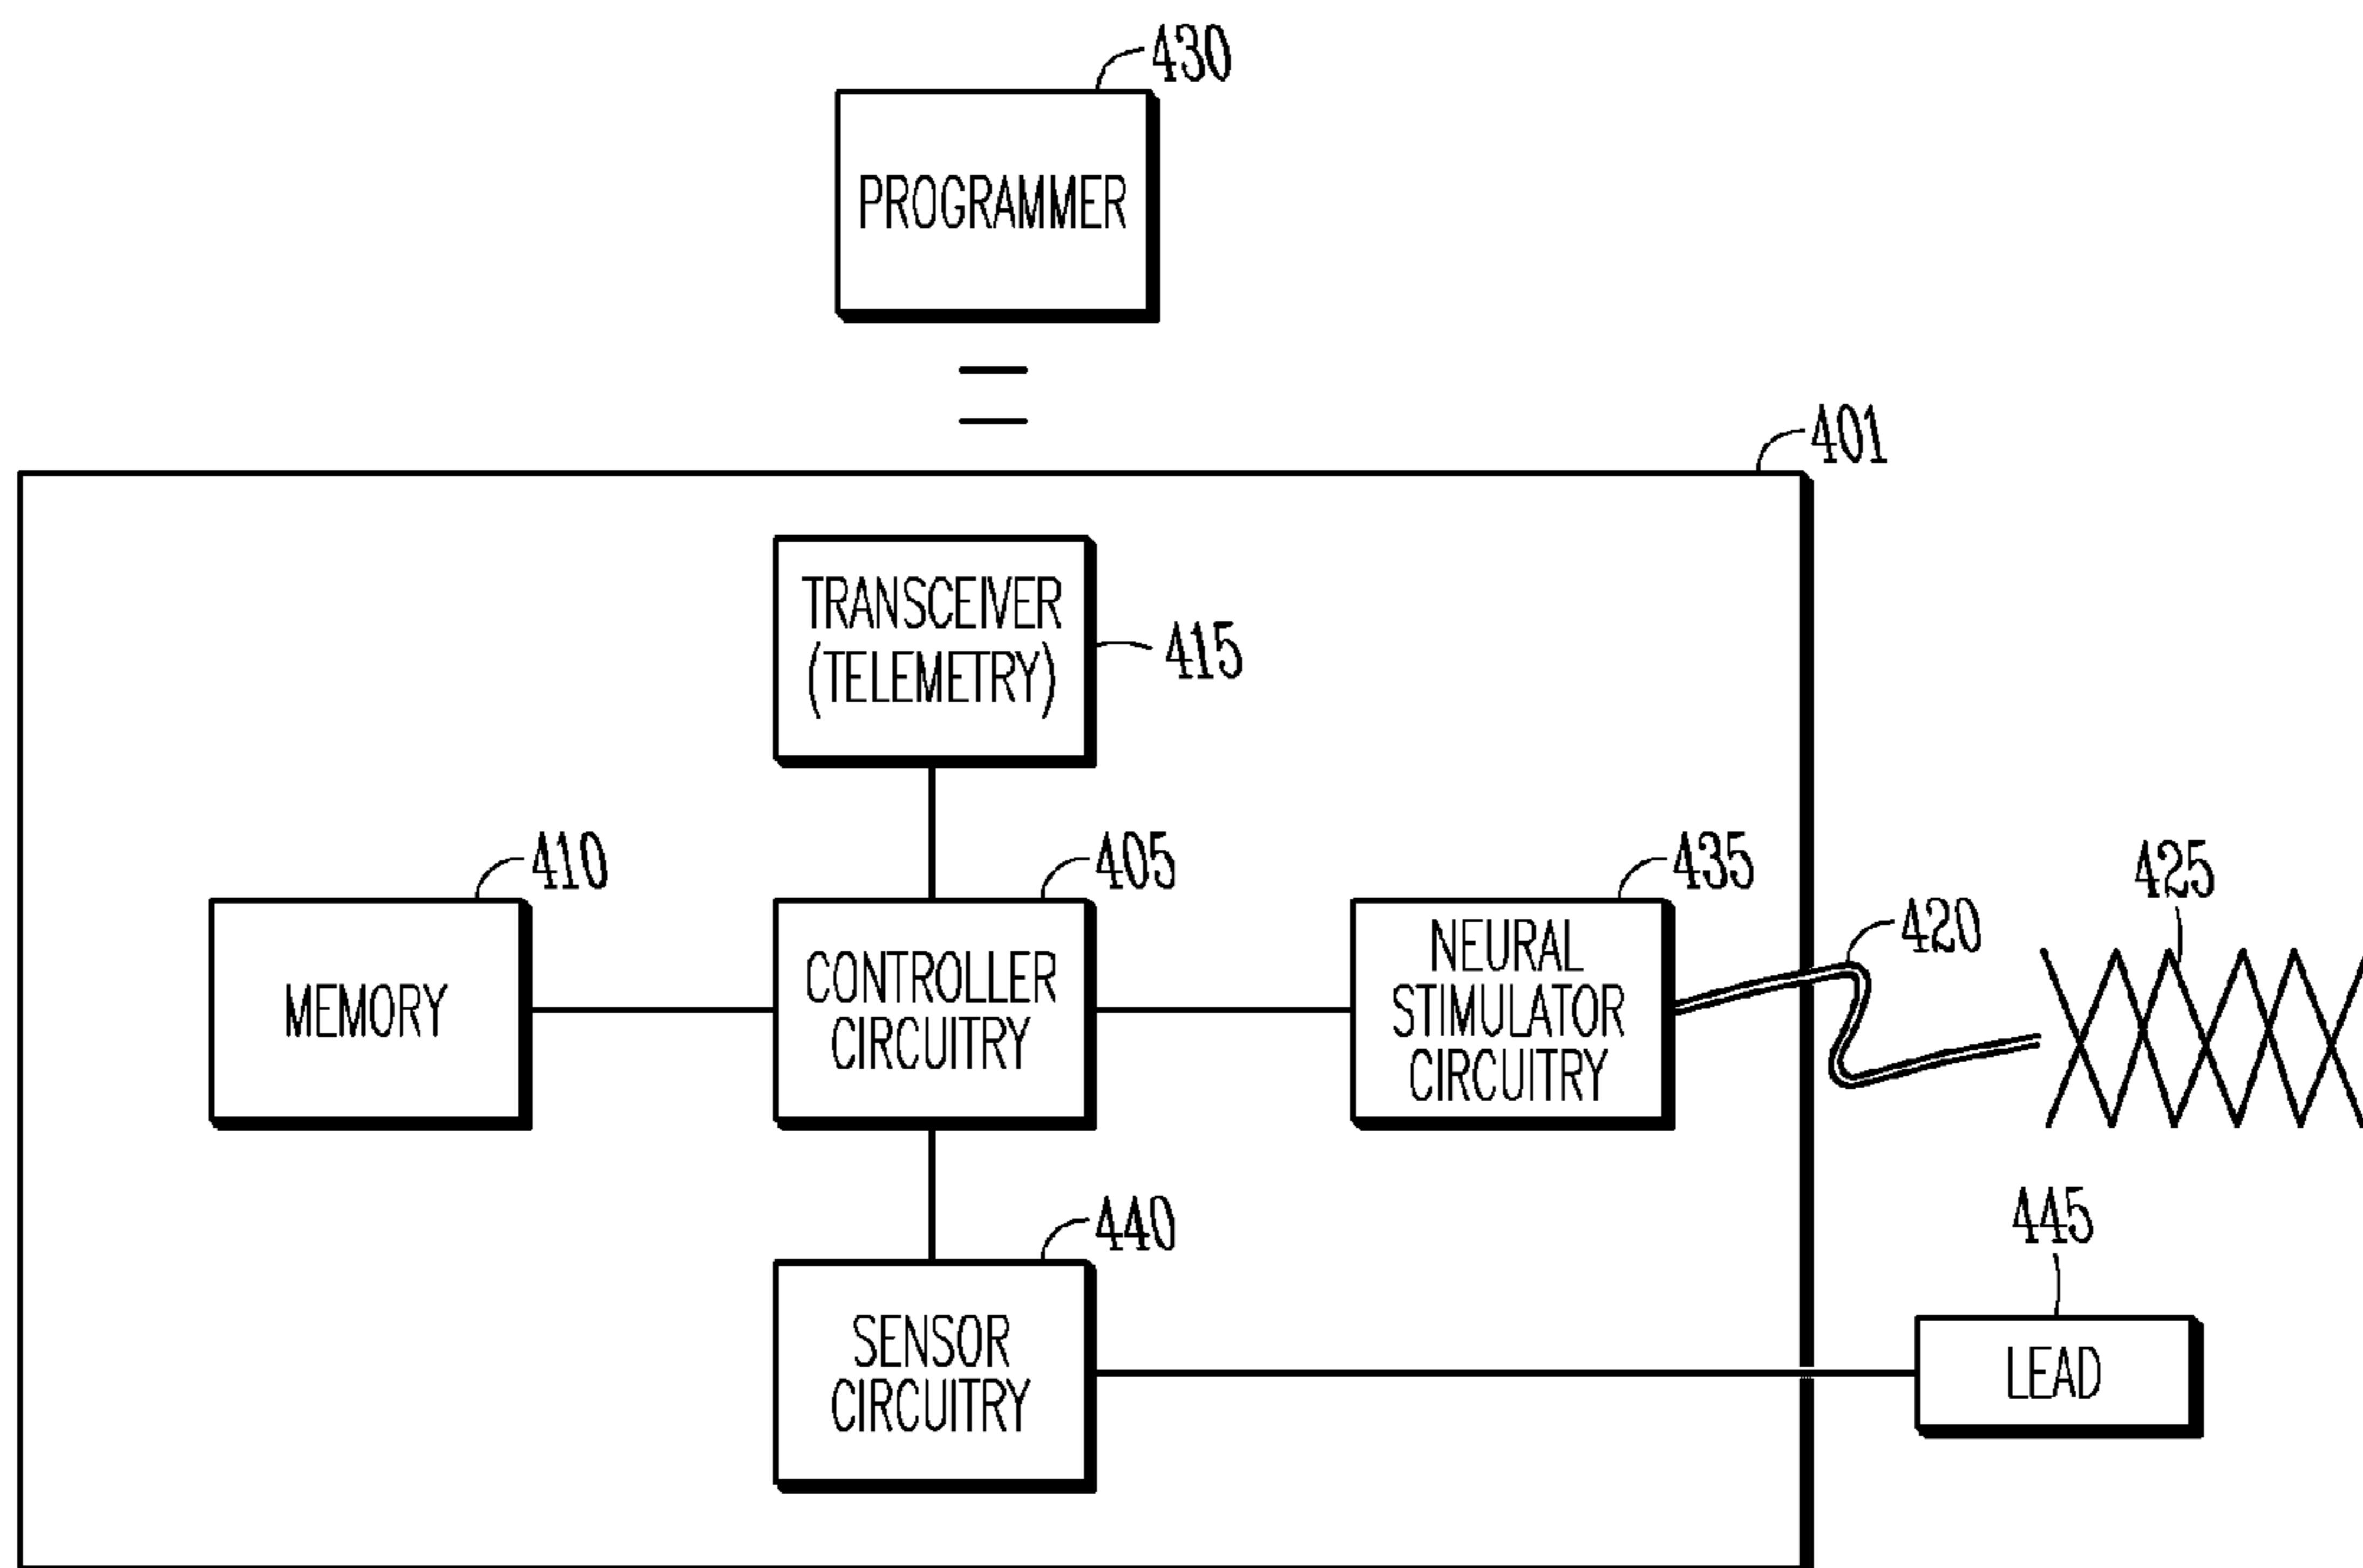 430
PROGRAMMER
401
TRANSCEIVER
(TELEMETRY)
415
410
MEMORY
405
CONTROLLER
CIRCUITRY
435
NEURAL
STIMULATOR
CIRCUITRY
420
425
440
SENSOR
CIRCUITRY
445
LEAD